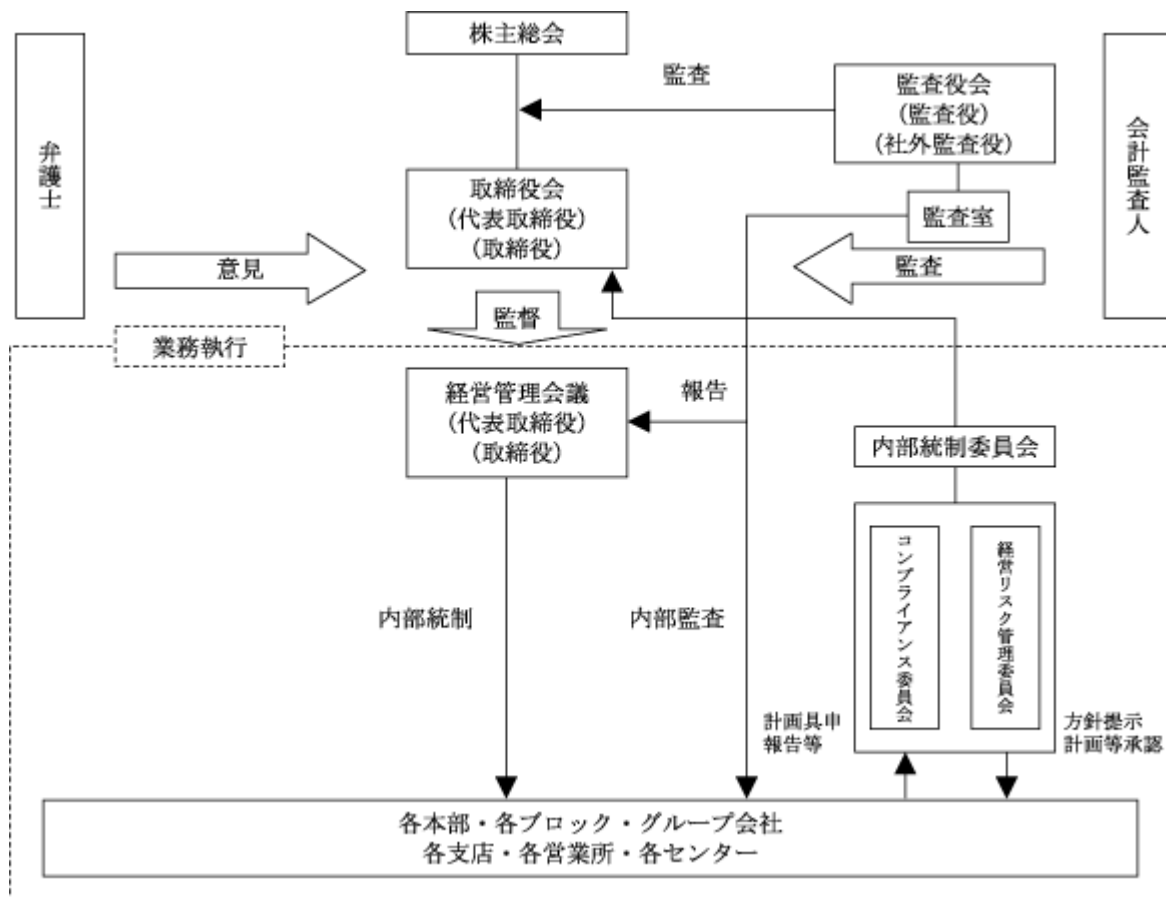 株主総会
監査
監査役会
(監査役)
(社外監査役)
弁護士
会計監査人
取締役会
(代表取締役)
(取締役)
監査室
意見
監査
監督
業務執行
経営管理会議
(代表取締役)
(取締役)
報告
内部統制委員会
コンプライアンス委員会
経営リスク管理委員会
内部統制
内部監査
計画具申
報告等
方針提示
計画等承認
各本部・各ブロック・グループ会社
各支店・各営業所・各センター